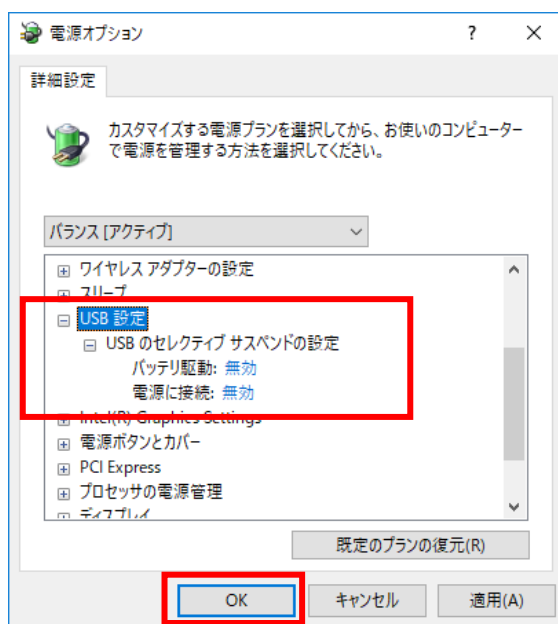 電源オプション
?
×
詳細設定
カスタマイズする電源プランを選択してから、お使いのコンピューター
で電源を管理する方法を選択してください。
バランス [アクティブ]
ワイヤレス アダプターの設定
スリープ
USB 設定
USB のセレクティブ サスペンドの設定
バッテリ駆動: 無効
電源に接続: 無効
Intel(R) Graphics Settings
電源ボタンとカバー
PCI Express
プロセッサの電源管理
ディスプレイ
既定のプランの復元(R)
OK
キャンセル
適用(A)